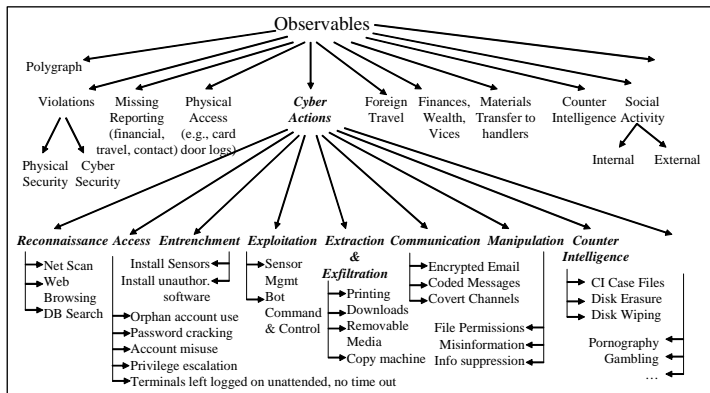 Observables
Polygraph
Violations
Physical
Security
Cyber
Security
Missing
Reporting
(financial,
travel, contact)
Physical
Access
(e.g., card
door logs)
Cyber
Actions
Foreign
Travel
Finances,
Wealth,
Vices
Materials
Transfer to
handlers
Counter
Intelligence
Social
Activity
Internal
External
Reconnaissance
Net Scan
Web
Browsing
DB Search
Access
Orphan account use
Password cracking
Account misuse
Privilege escalation
Terminals left logged on unattended, no time out
Entrenchment
Install Sensors
Install unauthor.
software
Exploitation
Sensor
Mgmt
Bot
Command
& Control
Extraction
&
Exfiltration
Printing
Downloads
Removable
Media
Copy machine
Communication
Encrypted Email
Coded Messages
Covert Channels
Manipulation
File Permissions
Misinformation
Info suppression
Counter
Intelligence
CI Case Files
Disk Erasure
Disk Wiping
Pornography
Gambling
…